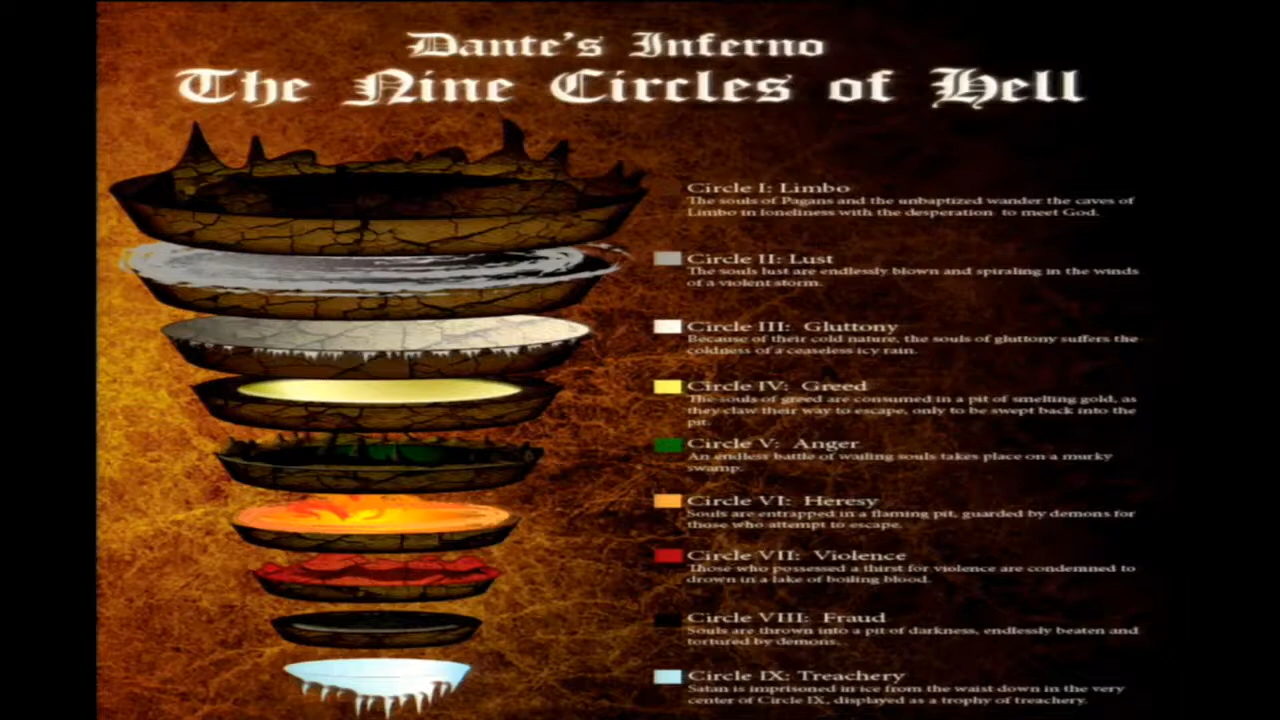 Dante's Inferno
The Nine Circles of Hell
Circle I: Limbo
The souls of Pagans and the unbaptized wander the caves of
Limbo in loneliness with the desperation to meet God.
Circle II: Lust
The souls lust are endlessly blown and spiraling in the winds
of a violent storm.
Circle III: Gluttony
Because of their cold nature, the souls of gluttony suffers the
coldness of a ceaseless icy rain.
Circle IV: Greed
The souls of greed are consumed in a pit of smelting gold, as
they claw their way to escape, only to be swept back into the
pit.
Circle V: Anger
An endless battle of wailing souls takes place on a murky
swamp.
Circle VI: Heresy
Souls are entrapped in a flaming pit, guarded by demons for
those who attempt to escape.
Circle VII: Violence
Those who possessed a thirst for violence are condemned to
drown in a lake of boiling blood.
Circle VIII: Fraud
Souls are thrown into a pit of darkness, endlessly beaten and
tortured by demons.
Circle IX: Treachery
Satan is imprisoned in ice from the waist down in the very
center of Circle IX, displayed as a trophy of treachery.